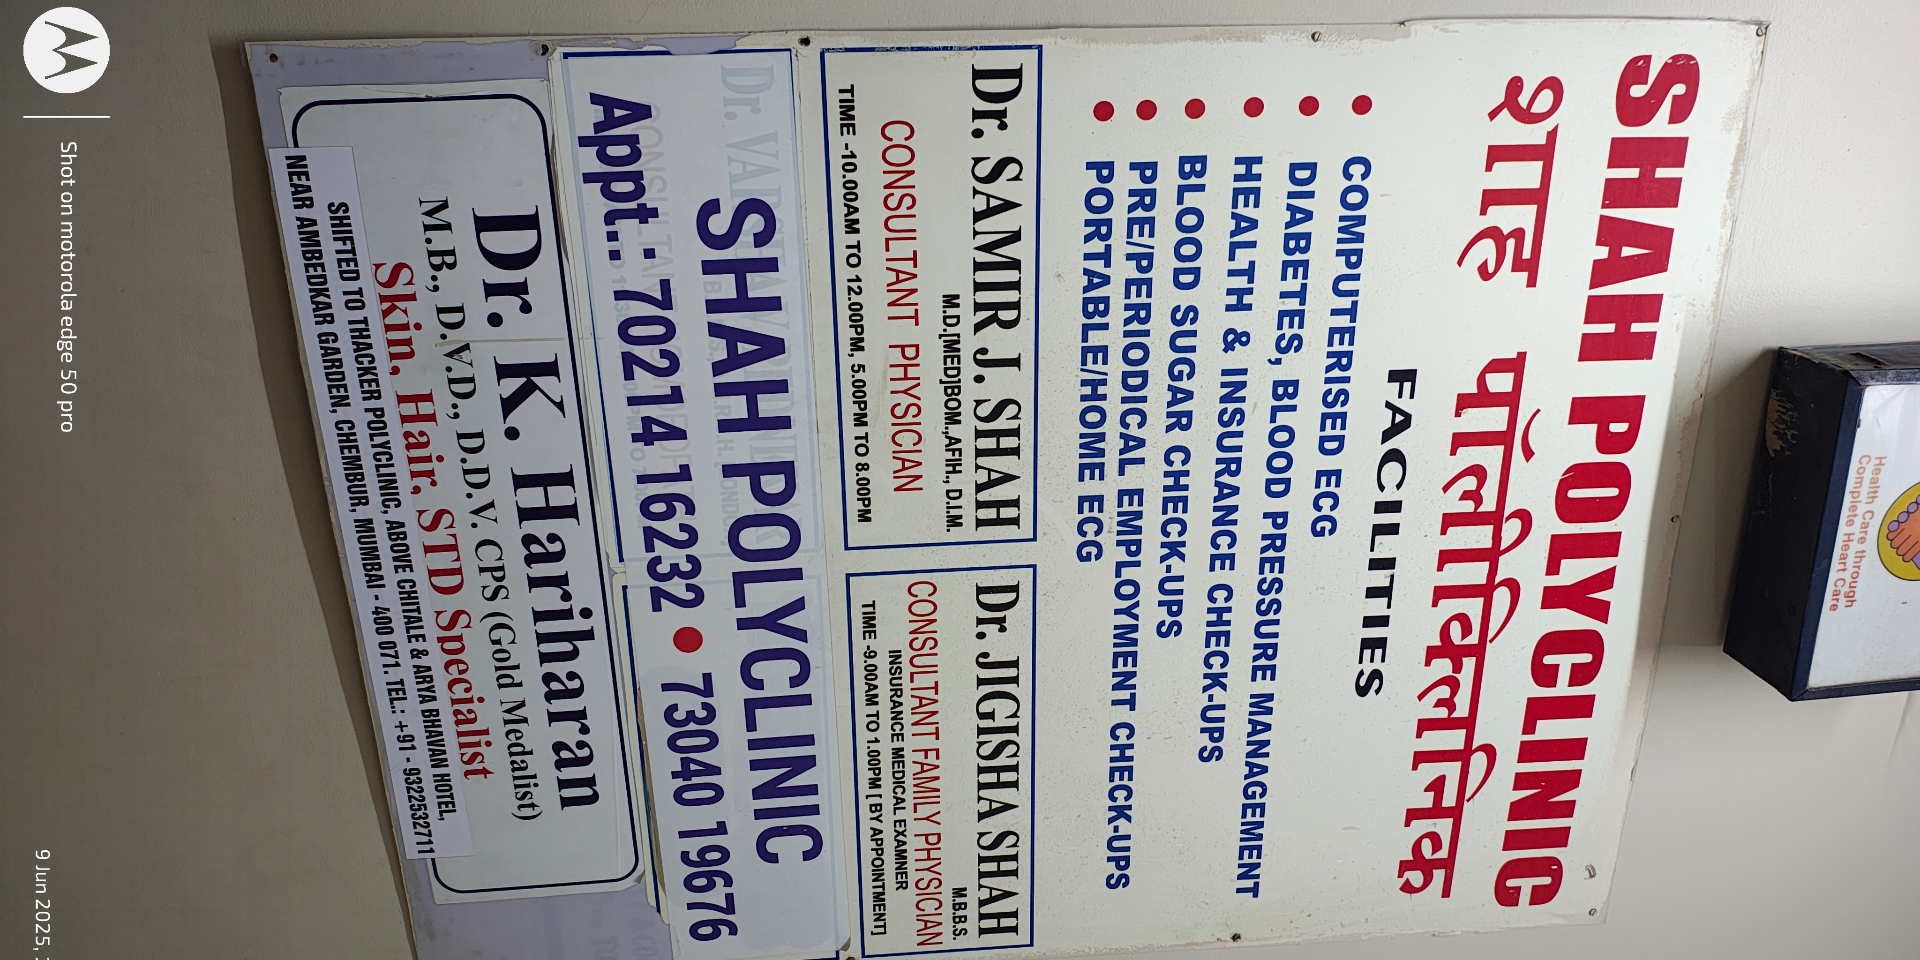 SHAH POLYCLINIC
शाह पॉलीक्लिनिक
FACILITIES
• COMPUTERISED ECG
• DIABETES, BLOOD PRESSURE MANAGEMENT
• HEALTH & INSURANCE CHECK-UPS
• BLOOD SUGAR CHECK-UPS
• PRE/PERIODICAL EMPLOYMENT CHECK-UPS
• PORTABLE/HOME ECG
Dr. SAMIR J. SHAH
M.D.[MED]BOM.,AFIH., D.I.M.
CONSULTANT PHYSICIAN
TIME -10.00AM TO 12.00PM, 5.00PM TO 8.00PM
Dr. JIGISHA SHAH
M.B.B.S.
CONSULTANT FAMILY PHYSICIAN
INSURANCE MEDICAL EXAMNER
TIME -9.00AM TO 1.00PM [ BY APPOINTMENT]
SHAH POLYCLINIC
Appt.: 70214 16232 • 73040 19676
Dr. K. Hariharan
M.B., D.V.D., D.D.V. CPS (Gold Medalist)
Skin, Hair, STD Specialist
SHIFTED TO THACKER POLYCLINIC, ABOVE CHITALE & ARYA BHAVAN HOTEL,
NEAR AMBEDKAR GARDEN, CHEMBUR, MUMBAI - 400 071. TEL.: +91 - 9322532711
Health Care through
Complete Heart Care
Shot on motorola edge 50 pro
9 Jun 2025,